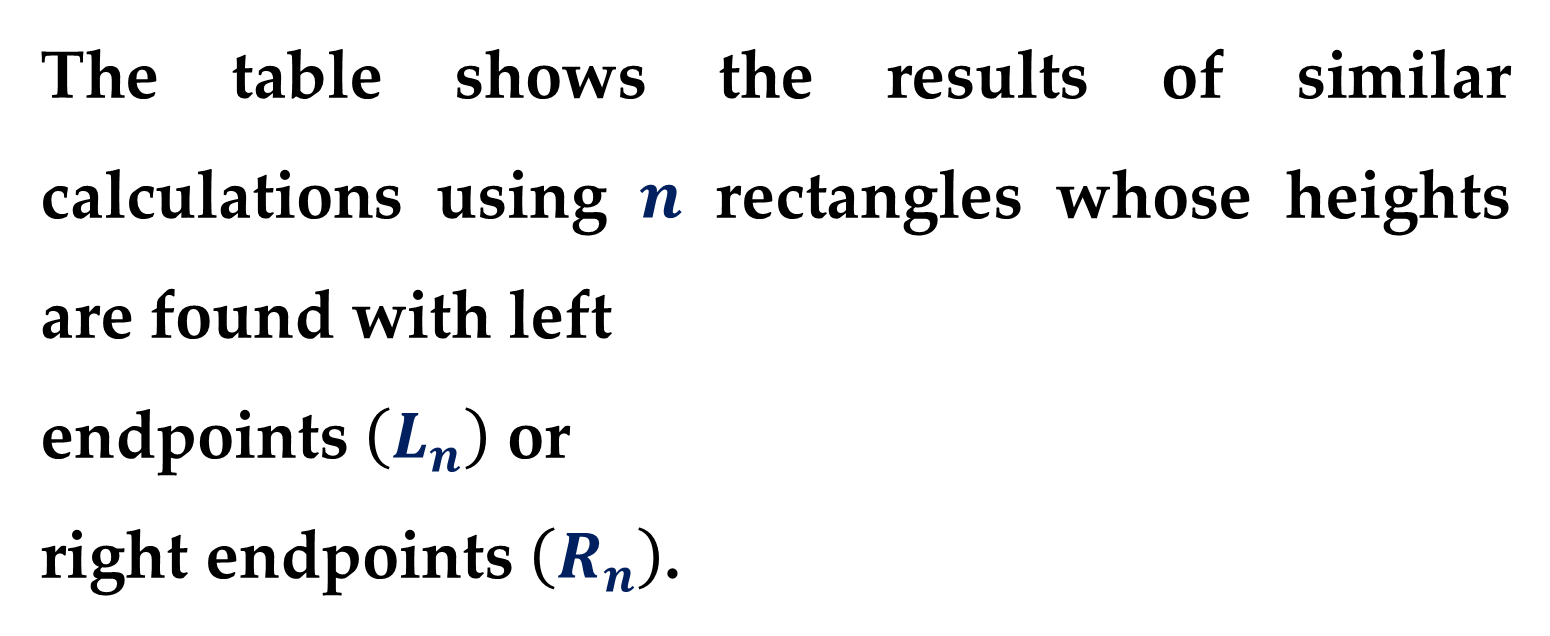 The table shows the results of similar
calculations using n rectangles whose heights
are found with left
endpoints (Lₙ) or
right endpoints (Rₙ).